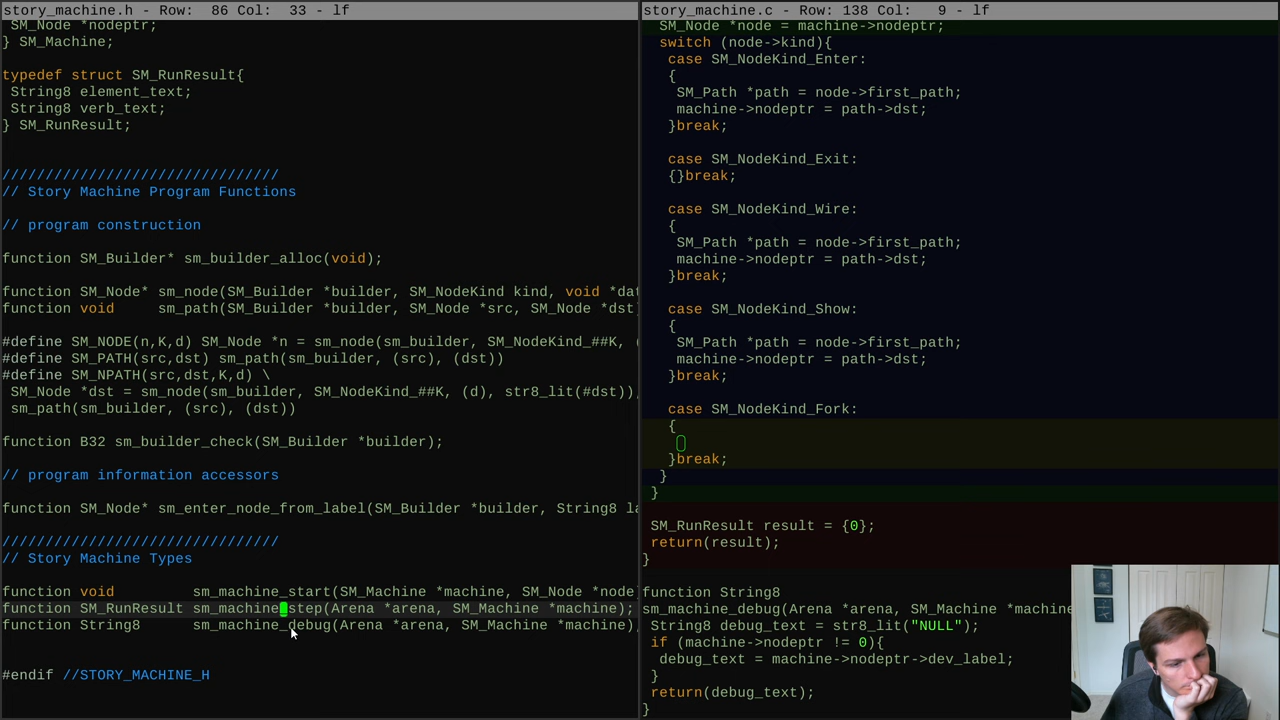 story_machine.h - Row:  86 Col:  33 - lf
SM_Node *nodeptr;
} SM_Machine;
typedef struct SM_RunResult{
String8 element_text;
String8 verb_text;
} SM_RunResult;
////////////////////////////////
// Story Machine Program Functions
// program construction
function SM_Builder* sm_builder_alloc(void);
function SM_Node* sm_node(SM_Builder *builder, SM_NodeKind kind, void *da
function void     sm_path(SM_Builder *builder, SM_Node *src, SM_Node *dst
#define SM_NODE(n,K,d) SM_Node *n = sm_node(sm_builder, SM_NodeKind_##K, (
#define SM_PATH(src,dst) sm_path(sm_builder, (src), (dst))
#define SM_NPATH(src,dst,K,d) \
SM_Node *dst = sm_node(sm_builder, SM_NodeKind_##K, (d), str8_lit(#dst));
sm_path(sm_builder, (src), (dst))
function B32 sm_builder_check(SM_Builder *builder);
// program information accessors
function SM_Node* sm_enter_node_from_label(SM_Builder *builder, String8 la
////////////////////////////////
// Story Machine Types
function void         sm_machine_start(SM_Machine *machine, SM_Node *node
function SM_RunResult sm_machine_step(Arena *arena, SM_Machine *machine);
function String8      sm_machine_debug(Arena *arena, SM_Machine *machine)
#endif //STORY_MACHINE_H
story_machine.c - Row: 138 Col:   9 - lf
SM_Node *node = machine->nodeptr;
switch (node->kind){
case SM_NodeKind_Enter:
{
SM_Path *path = node->first_path;
machine->nodeptr = path->dst;
}break;
case SM_NodeKind_Exit:
{}break;
case SM_NodeKind_Wire:
{
SM_Path *path = node->first_path;
machine->nodeptr = path->dst;
}break;
case SM_NodeKind_Show:
{
SM_Path *path = node->first_path;
machine->nodeptr = path->dst;
}break;
case SM_NodeKind_Fork:
{
}break;
}
}
SM_RunResult result = {0};
return(result);
}
function String8
sm_machine_debug(Arena *arena, SM_Machine *machine
String8 debug_text = str8_lit("NULL");
if (machine->nodeptr != 0){
debug_text = machine->nodeptr->dev_label;
}
return(debug_text);
}